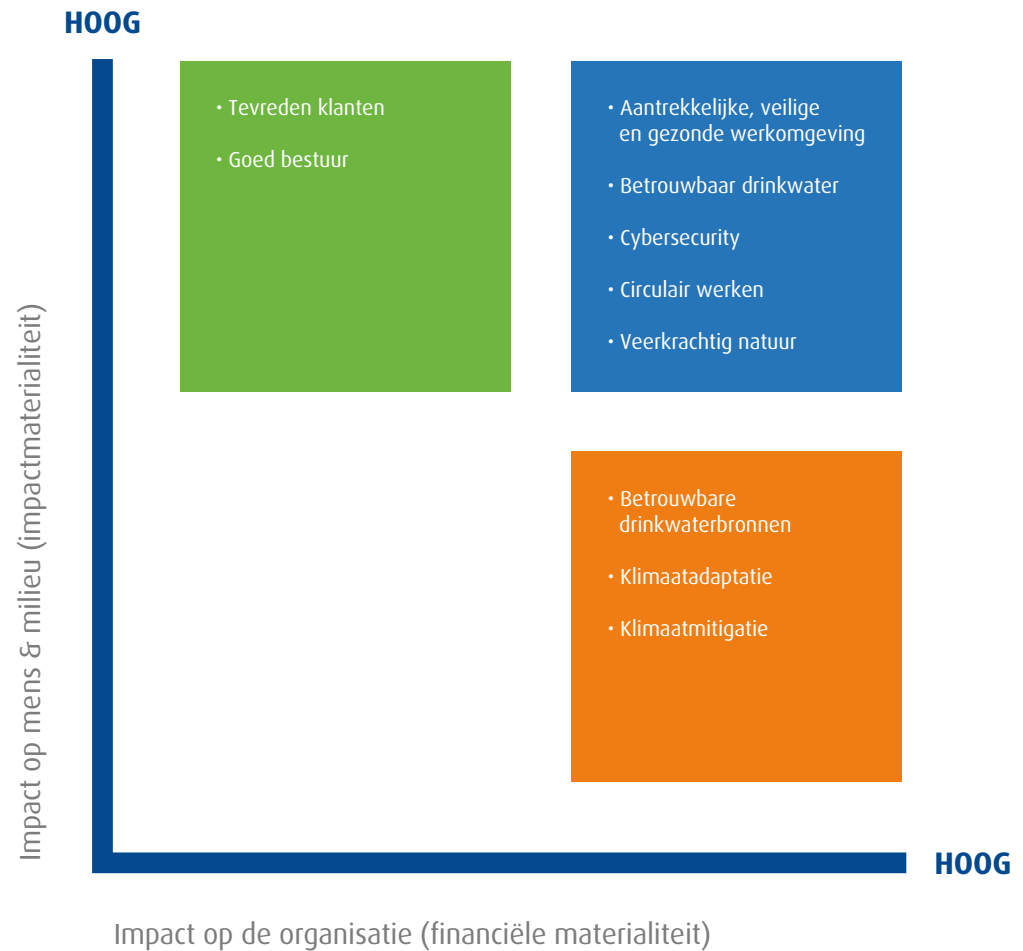 HOOG
Impact op mens & milieu (impactmaterialiteit)
• Tevreden klanten
• Goed bestuur
• Aantrekkelijke, veilige
en gezonde werkomgeving
• Betrouwbaar drinkwater
• Cybersecurity
• Circulair werken
• Veerkrachtig natuur
• Betrouwbare
drinkwaterbronnen
• Klimaatadaptatie
• Klimaatmitigatie
HOOG
Impact op de organisatie (financiële materialiteit)